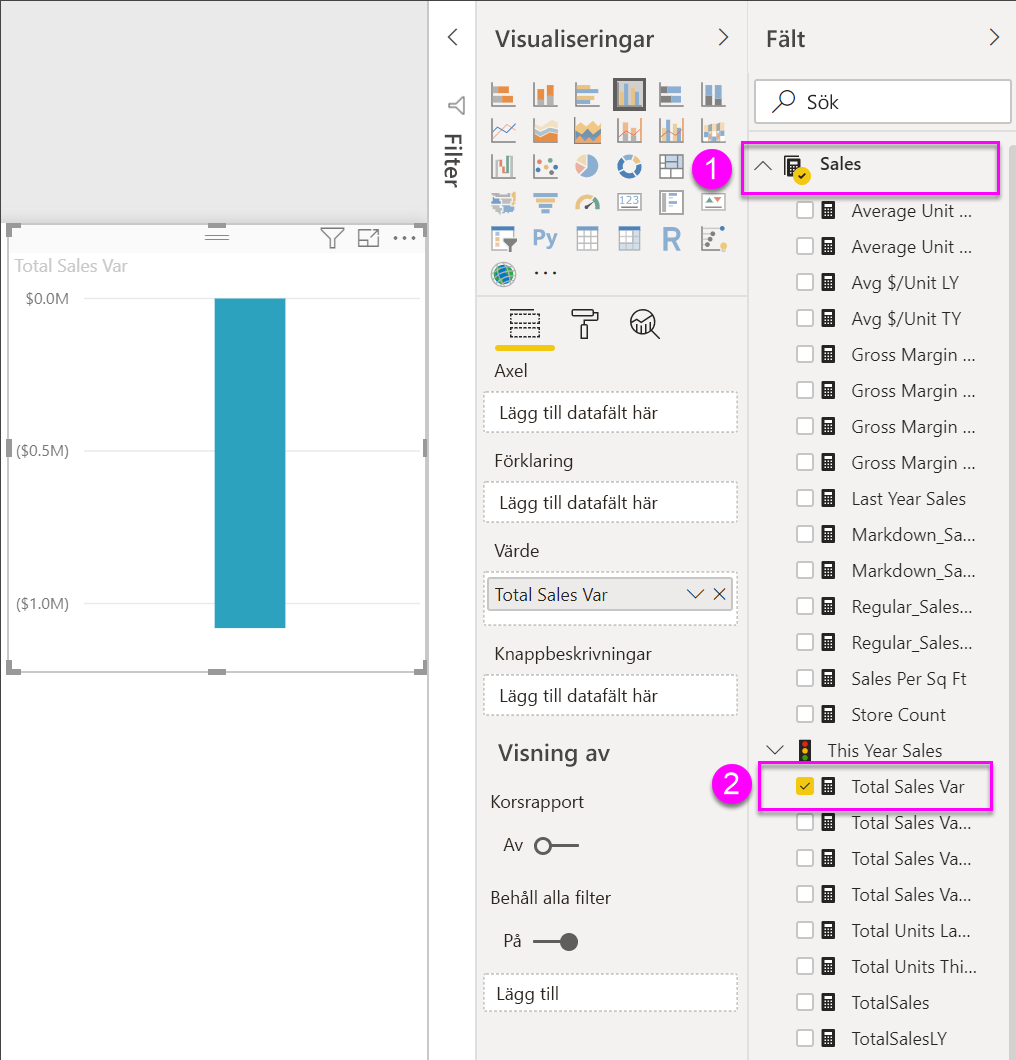 Total Sales Var
$0.0M
($0.5M)
($1.0M)
Filter
Visualiseringar
123
Py
R
Axel
Lägg till datafält här
Förklaring
Lägg till datafält här
Värde
Total Sales Var
Knappbeskrivningar
Lägg till datafält här
Visning av
Korsrapport
Av
Behåll alla filter
På
Lägg till
Fält
Sök
1
Sales
Average Unit ...
Average Unit ...
Avg $/Unit LY
Avg $/Unit TY
Gross Margin ...
Gross Margin ...
Gross Margin ...
Gross Margin ...
Last Year Sales
Markdown_Sa...
Markdown_Sa...
Regular_Sales...
Regular_Sales...
Sales Per Sq Ft
Store Count
This Year Sales
2
Total Sales Var
Total Sales Va...
Total Sales Va...
Total Sales Va...
Total Units La...
Total Units Thi...
TotalSales
TotalSalesLY